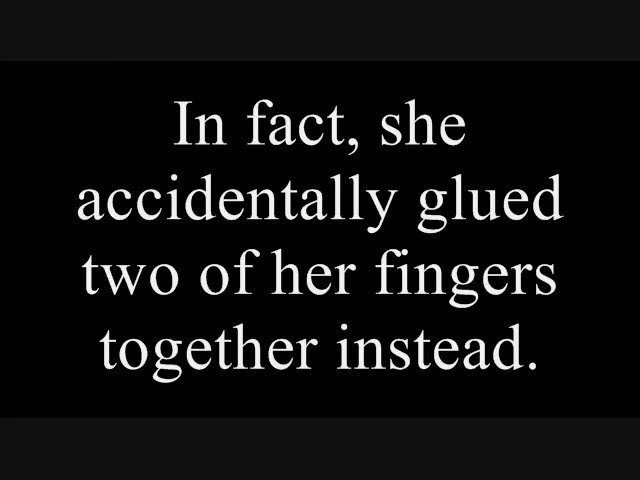 In fact, she
accidentally glued
two of her fingers
together instead.